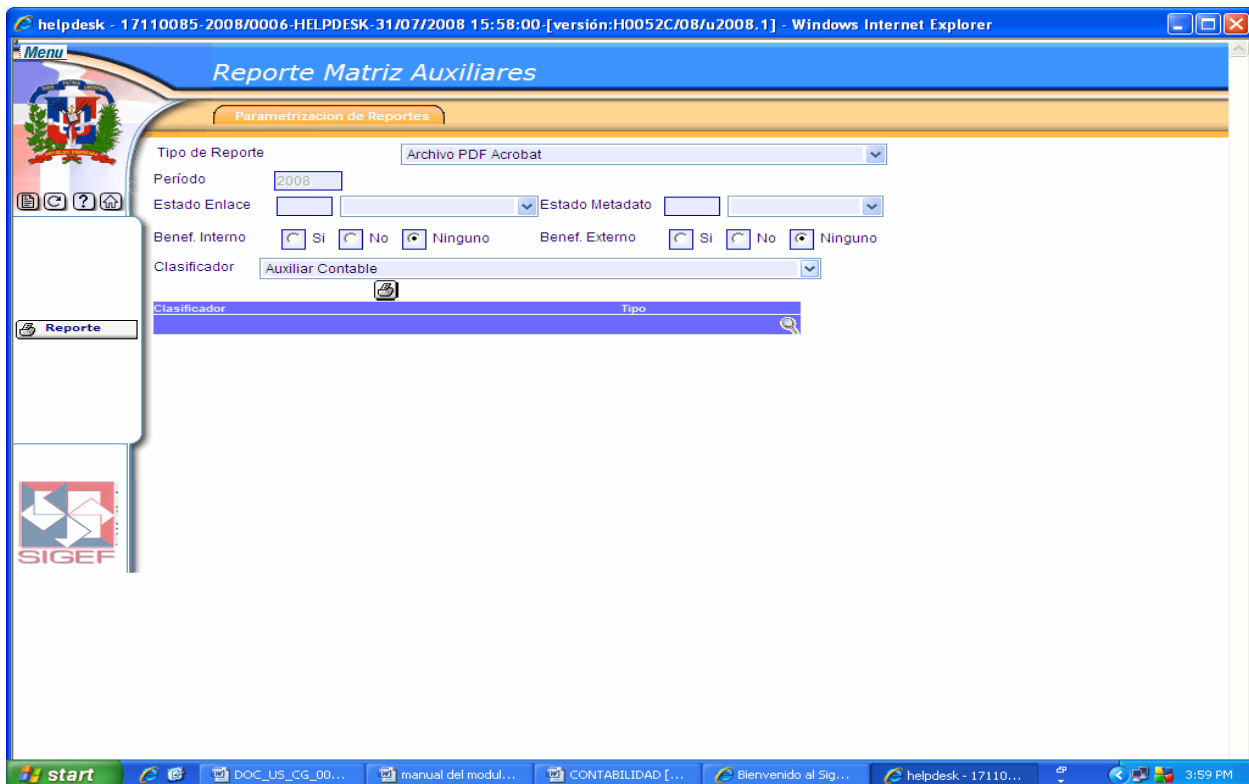 helpdesk - 17110085-2008/0006-HELPDESK-31/07/2008 15:58:00-[versión:H0052C/08/u2008.1] - Windows Internet Explorer
Menu
Reporte Matriz Auxiliares
Parametrizacion de Reportes
Tipo de Reporte Archivo PDF Acrobat
Período 2008
Estado Enlace Estado Metadato
Benef. Interno Si No Ninguno Benef. Externo Si No Ninguno
Clasificador Auxiliar Contable
Clasificador Tipo
Reporte
SIGEF
start DOC_US_CG_00... manual del modul... CONTABILIDAD [... Bienvenido al Sig... helpdesk - 17110... 3:59 PM